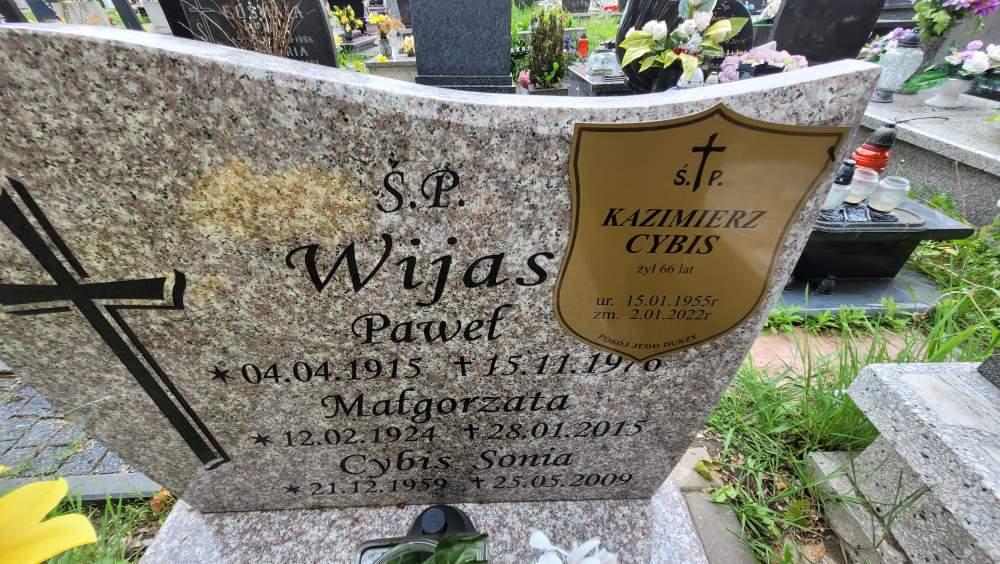 Ś.P.
Wijas
Paweł
* 04.04.1915 + 15.11.1976
Małgorzata
* 12.02.1924 + 28.01.2015
Cybis Sonia
* 21.12.1959 + 25.05.2009
Ś. P.
KAZIMIERZ
CYBIS
żył 66 lat
ur. 15.01.1955r
zm. 2.01.2022r
POKÓJ JEGO DUSZY